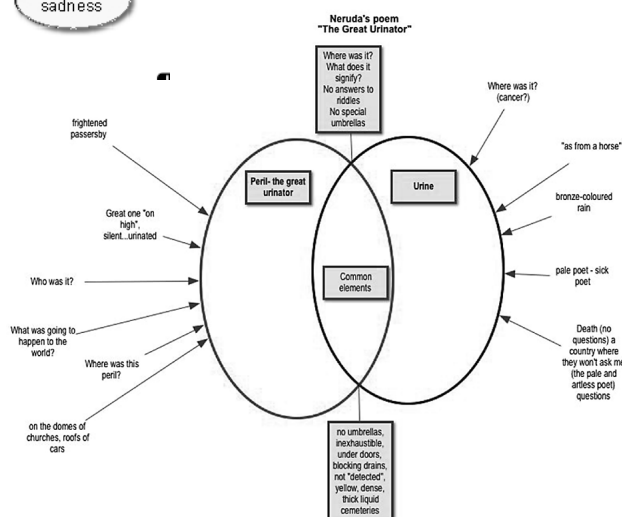 sadness
Neruda's poem
"The Great Urinator"
Where was it?
What does it
signify?
No answers to
riddles
No special
umbrellas
Where was it?
(cancer?)
frightened
passersby
"as from a horse"
Peril- the great
urinator
Urine
bronze-coloured
rain
Great one "on
high",
silent...urinated
Who was it?
Common
elements
pale poet - sick
poet
What was going to
happen to the
world?
Where was this
peril?
Death (no
questions) a
country where
they won't ask me
(the pale and
artless poet)
questions
on the domes of
churches, roofs of
cars
no umbrellas,
inexhaustible,
under doors,
blocking drains,
not "detected",
yellow, dense,
thick liquid
cemeteries